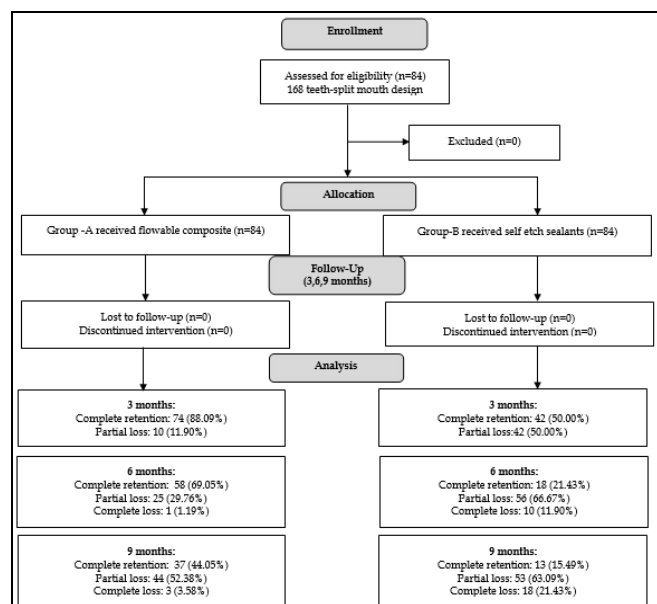 Enrollment
Assessed for eligibility (n=84)
168 teeth-split mouth design
Excluded (n=0)
Allocation
Group -A received flowable composite (n=84)
Group-B received self etch sealants (n=84)
Follow-Up
(3,6,9 months)
Lost to follow-up (n=0)
Discontinued intervention (n=0)
Lost to follow-up (n=0)
Discontinued intervention (n=0)
Analysis
3 months:
Complete retention: 74 (88.09%)
Partial loss: 10 (11.90%)
3 months:
Complete retention: 42 (50.00%)
Partial loss:42 (50.00%)
6 months:
Complete retention: 58 (69.05%)
Partial loss: 25 (29.76%)
Complete loss: 1 (1.19%)
6 months:
Complete retention: 18 (21.43%)
Partial loss: 56 (66.67%)
Complete loss: 10 (11.90%)
9 months:
Complete retention: 37 (44.05%)
Partial loss: 44 (52.38%)
Complete loss: 3 (3.58%)
9 months:
Complete retention: 13 (15.49%)
Partial loss: 53 (63.09%)
Complete loss: 18 (21.43%)